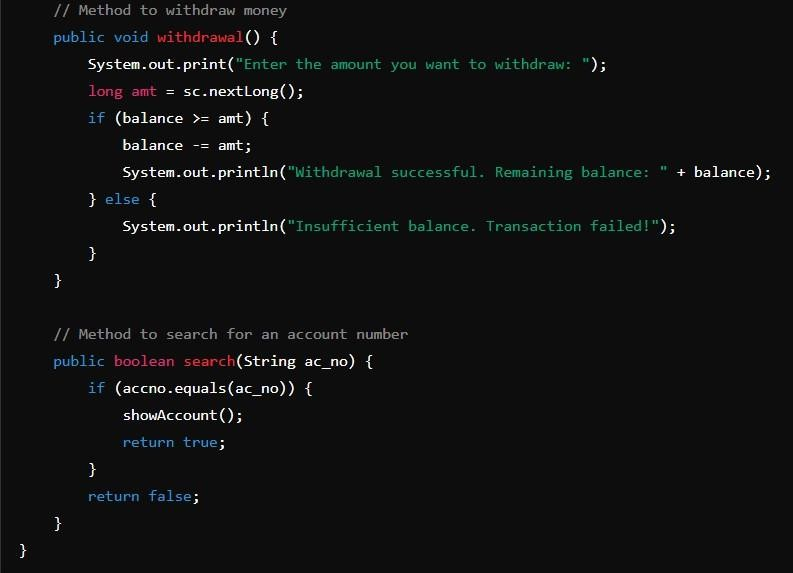 // Method to withdraw money
public void withdrawal() {
System.out.print("Enter the amount you want to withdraw: ");
long amt = sc.nextLong();
if (balance >= amt) {
balance -= amt;
System.out.println("Withdrawal successful. Remaining balance: " + balance);
} else {
System.out.println("Insufficient balance. Transaction failed!");
}
}
// Method to search for an account number
public boolean search(String ac_no) {
if (accno.equals(ac_no)) {
showAccount();
return true;
}
return false;
}
}